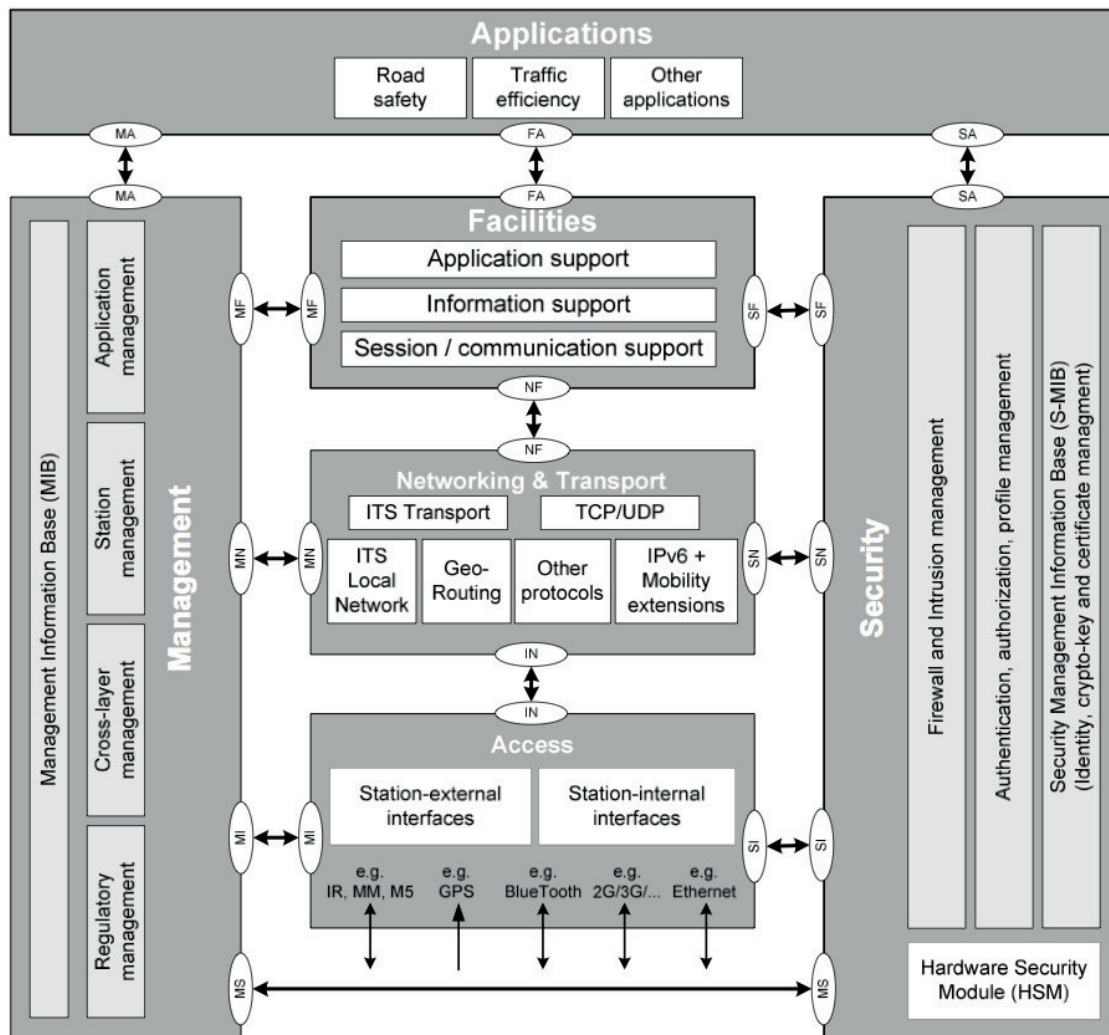 Applications
Road
safety
Traffic
efficiency
Other
applications
MA
FA
SA
MA
FA
SA
Management Information Base (MIB)
Application
management
Station
management
Cross-layer
management
Regulatory
management
Management
MF
MF
MN
MN
MI
MI
MS
Facilities
Application support
Information support
Session / communication support
NF
NF
Networking & Transport
ITS Transport
TCP/UDP
ITS
Local
Network
Geo-
Routing
Other
protocols
IPv6 +
Mobility
extensions
IN
IN
Access
Station-external
interfaces
Station-internal
interfaces
e.g.
IR, MM, M5
e.g.
GPS
e.g.
BlueTooth
e.g.
2G/3G/...
e.g.
Ethernet
SF
SF
SN
SN
SI
SI
MS
Security
Firewall and Intrusion management
Authentication, authorization, profile management
Security Management Information Base (S-MIB)
(Identity, crypto-key and certificate managment)
Hardware Security
Module (HSM)